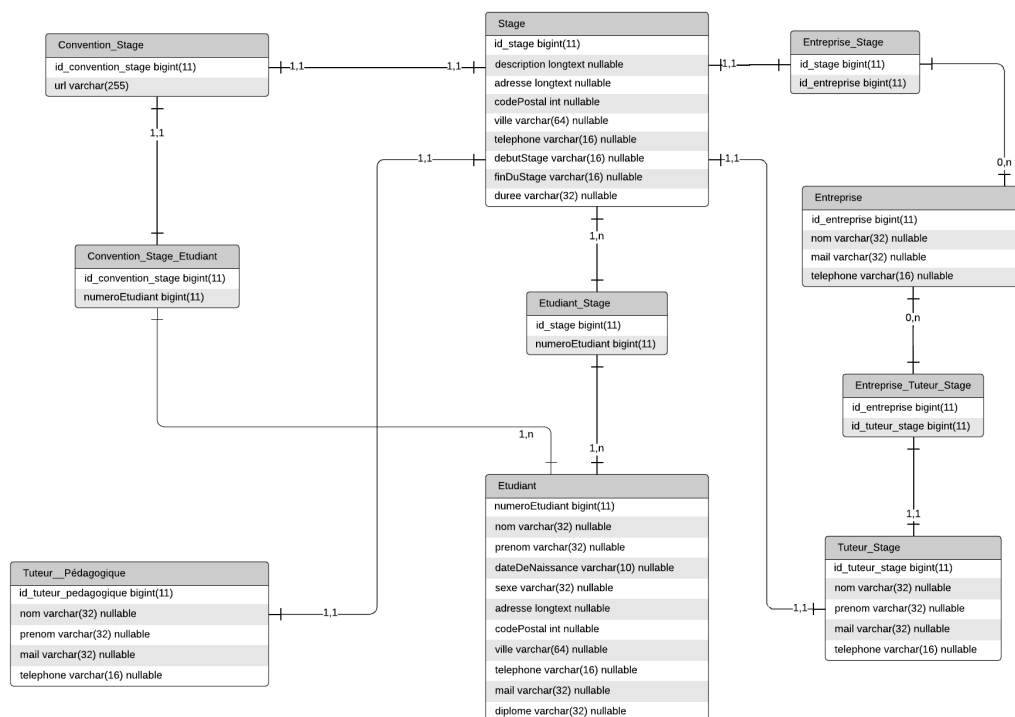 Convention_Stage
id_convention_stage bigint(11)
url varchar(255)
1,1
1,1
Stage
id_stage bigint(11)
description longtext nullable
adresse longtext nullable
codePostal int nullable
ville varchar(64) nullable
telephone varchar(16) nullable
debutStage varchar(16) nullable
finDuStage varchar(16) nullable
duree varchar(32) nullable
1,1
Entreprise_Stage
id_stage bigint(11)
id_entreprise bigint(11)
1,1
1,1
1,1
0,n
Entreprise
id_entreprise bigint(11)
nom varchar(32) nullable
mail varchar(32) nullable
telephone varchar(16) nullable
Convention_Stage_Etudiant
id_convention_stage bigint(11)
numeroEtudiant bigint(11)
1,n
Etudiant_Stage
id_stage bigint(11)
numeroEtudiant bigint(11)
0,n
Entreprise_Tuteur_Stage
id_entreprise bigint(11)
id_tuteur_stage bigint(11)
1,n
1,n
Etudiant
numeroEtudiant bigint(11)
nom varchar(32) nullable
prenom varchar(32) nullable
dateDeNaissance varchar(10) nullable
sexe varchar(32) nullable
adresse longtext nullable
codePostal int nullable
ville varchar(64) nullable
telephone varchar(16) nullable
mail varchar(32) nullable
diplome varchar(32) nullable
1,1
Tuteur_Stage
id_tuteur_stage bigint(11)
nom varchar(32) nullable
prenom varchar(32) nullable
mail varchar(32) nullable
telephone varchar(16) nullable
1,1
Tuteur__Pédagogique
id_tuteur_pedagogique bigint(11)
nom varchar(32) nullable
prenom varchar(32) nullable
mail varchar(32) nullable
telephone varchar(16) nullable
1,1